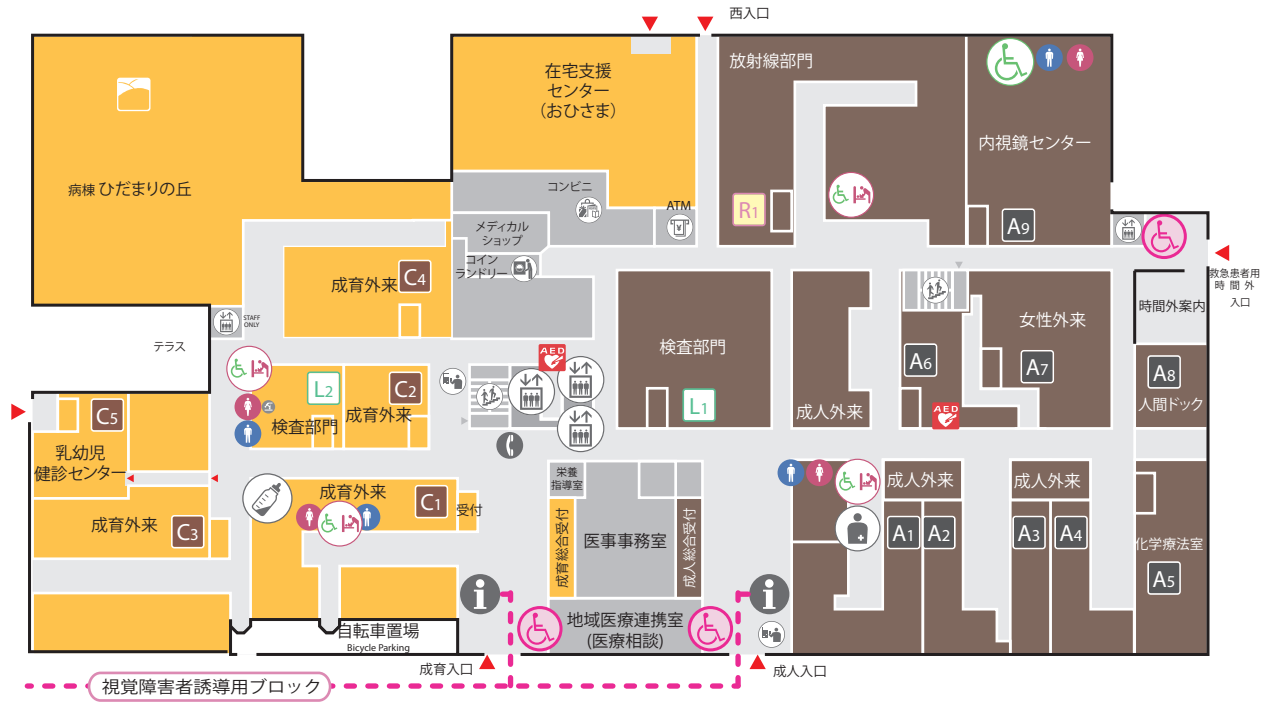 西入口
放射線部門
在宅支援
センター
(おひさま)
内視鏡センター
病棟 ひだまりの丘
コンビニ
ATM
R1
A9
メディカル
ショップ
コイン
ランドリー
成育外来
C4
救急患者用
時間外
入口
時間外案内
STAFF
ONLY
テラス
検査部門
L1
成人外来
A6
女性外来
A7
A8
人間ドック
AED
AED
L2
検査部門
C2
成育外来
C5
乳幼児
健診センター
成育外来
C3
成育外来
C1
受付
栄養
指導室
成育総合受付
医事務室
成人総合受付
成人外来
A1
A2
成人外来
A3
A4
化学療法室
A5
i
i
地域医療連携室
(医療相談)
自転車置場
Bicycle Parking
成育入口
成人入口
視覚障害者誘導用ブロック